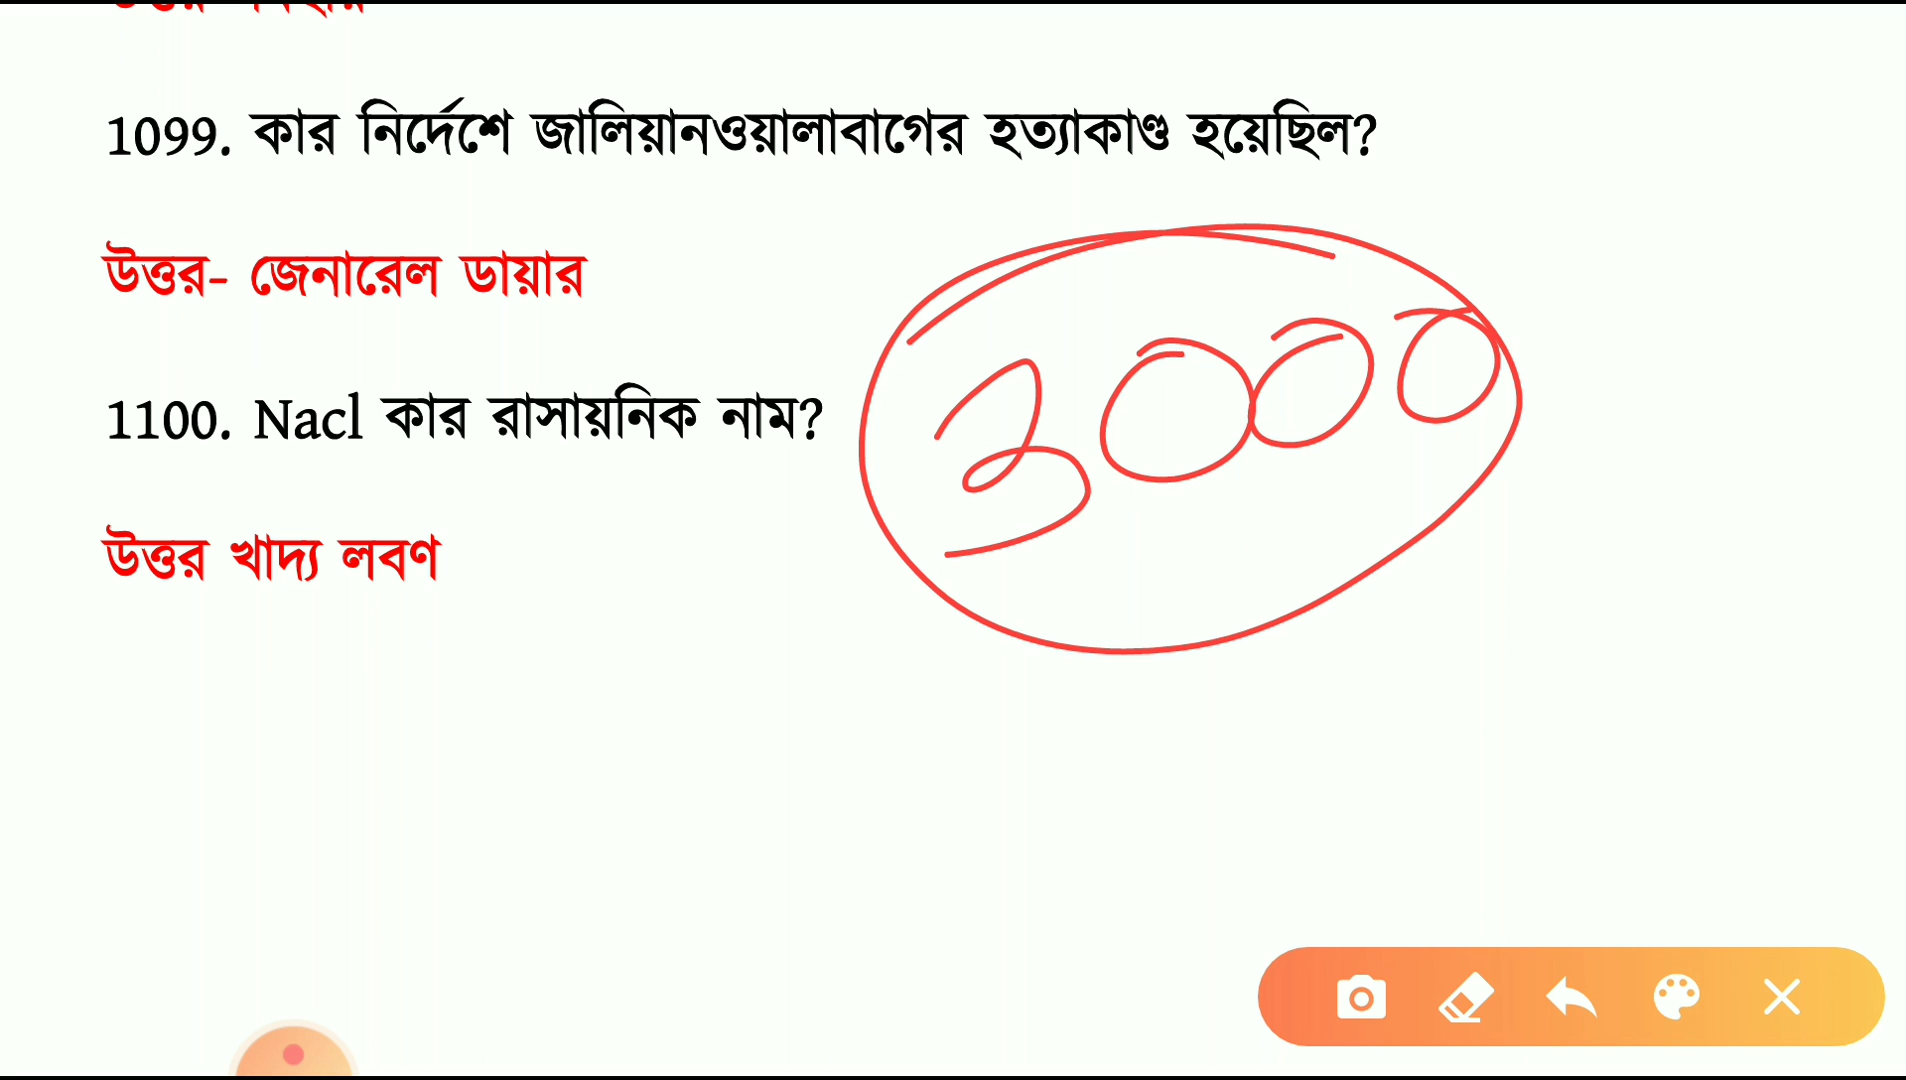 1099. কার নির্দেশে জালিয়ানওয়ালাবাগের হত্যাকাণ্ড হয়েছিল?
উত্তর- জেনারেল ডায়ার
3000
1100. Nacl কার রাসায়নিক নাম?
উত্তর খাদ্য লবণ